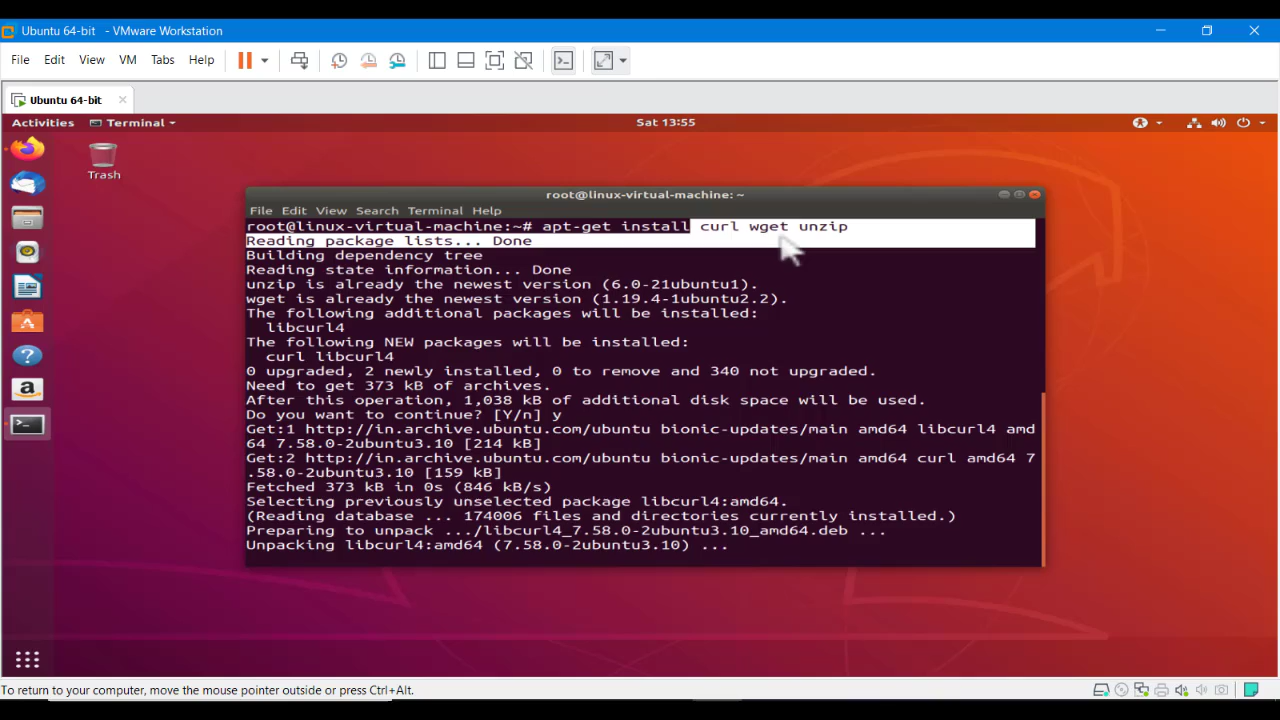 Ubuntu 64-bit - VMware Workstation
File Edit View VM Tabs Help
Ubuntu 64-bit
Activities Terminal Sat 13:55
Trash
root@linux-virtual-machine: ~
File Edit View Search Terminal Help
root@linux-virtual-machine:~# apt-get install curl wget unzip
Reading package lists... Done
Building dependency tree
Reading state information... Done
unzip is already the newest version (6.0-21ubuntu1).
wget is already the newest version (1.19.4-1ubuntu2.2).
The following additional packages will be installed:
libcurl4
The following NEW packages will be installed:
curl libcurl4
0 upgraded, 2 newly installed, 0 to remove and 340 not upgraded.
Need to get 373 kB of archives.
After this operation, 1,038 kB of additional disk space will be used.
Do you want to continue? [Y/n] y
Get:1 http://in.archive.ubuntu.com/ubuntu bionic-updates/main amd64 libcurl4 amd
64 7.58.0-2ubuntu3.10 [214 kB]
Get:2 http://in.archive.ubuntu.com/ubuntu bionic-updates/main amd64 curl amd64 7
.58.0-2ubuntu3.10 [159 kB]
Fetched 373 kB in 0s (846 kB/s)
Selecting previously unselected package libcurl4:amd64.
(Reading database ... 174006 files and directories currently installed.)
Preparing to unpack .../libcurl4_7.58.0-2ubuntu3.10_amd64.deb ...
Unpacking libcurl4:amd64 (7.58.0-2ubuntu3.10) ...
To return to your computer, move the mouse pointer outside or press Ctrl+Alt.